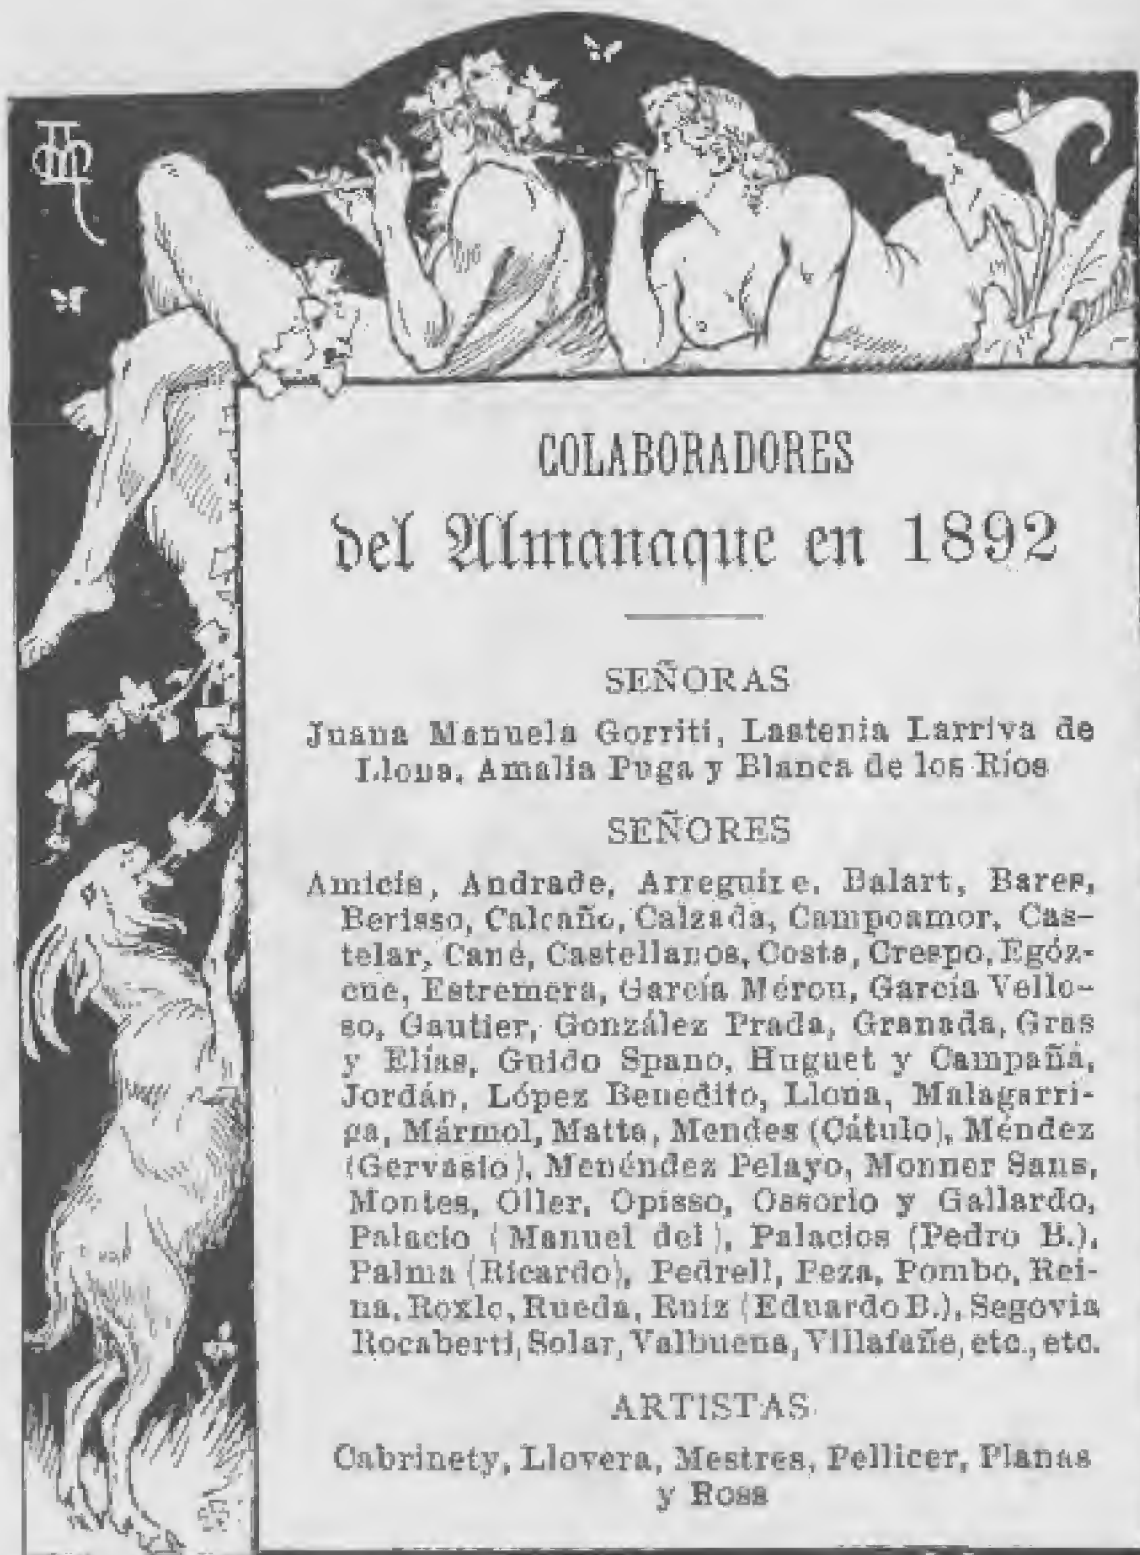 COLABORADORES
del Almanaque en 1892
SEÑORAS
Juana Manuela Gorriti, Lastenia Larriva de
Llona, Amalia Puga y Blanca de los Ríos
SEÑORES
Amicis, Andrade, Arreguine, Balart, Bares,
Berisso, Calcaño, Calzada, Campoamor, Cas-
telar, Cané, Castellanos, Costa, Crespo, Egóz-
cue, Estremera, García Mérou, García Vello-
so, Gautier, González Prada, Granada, Gras
y Elías, Guido Spano, Huguet y Campañá,
Jordán, López Benedito, Llona, Malagarri-
ga, Mármol, Matta, Mendes (Cátulo), Méndez
(Gervasio), Menéndez Pelayo, Monner Sans,
Montes, Oller, Opisso, Ossorio y Gallardo,
Palacio (Manuel del), Palacios (Pedro B.),
Palma (Ricardo), Pedrell, Peza, Pombo, Rei-
na, Roxlo, Rueda, Ruiz (Eduardo B.), Segovia
Rocaberti, Solar, Valbuena, Villafañe, etc., etc.
ARTISTAS
Cabrinety, Llovera, Mestres, Pellicer, Planas
y Ross